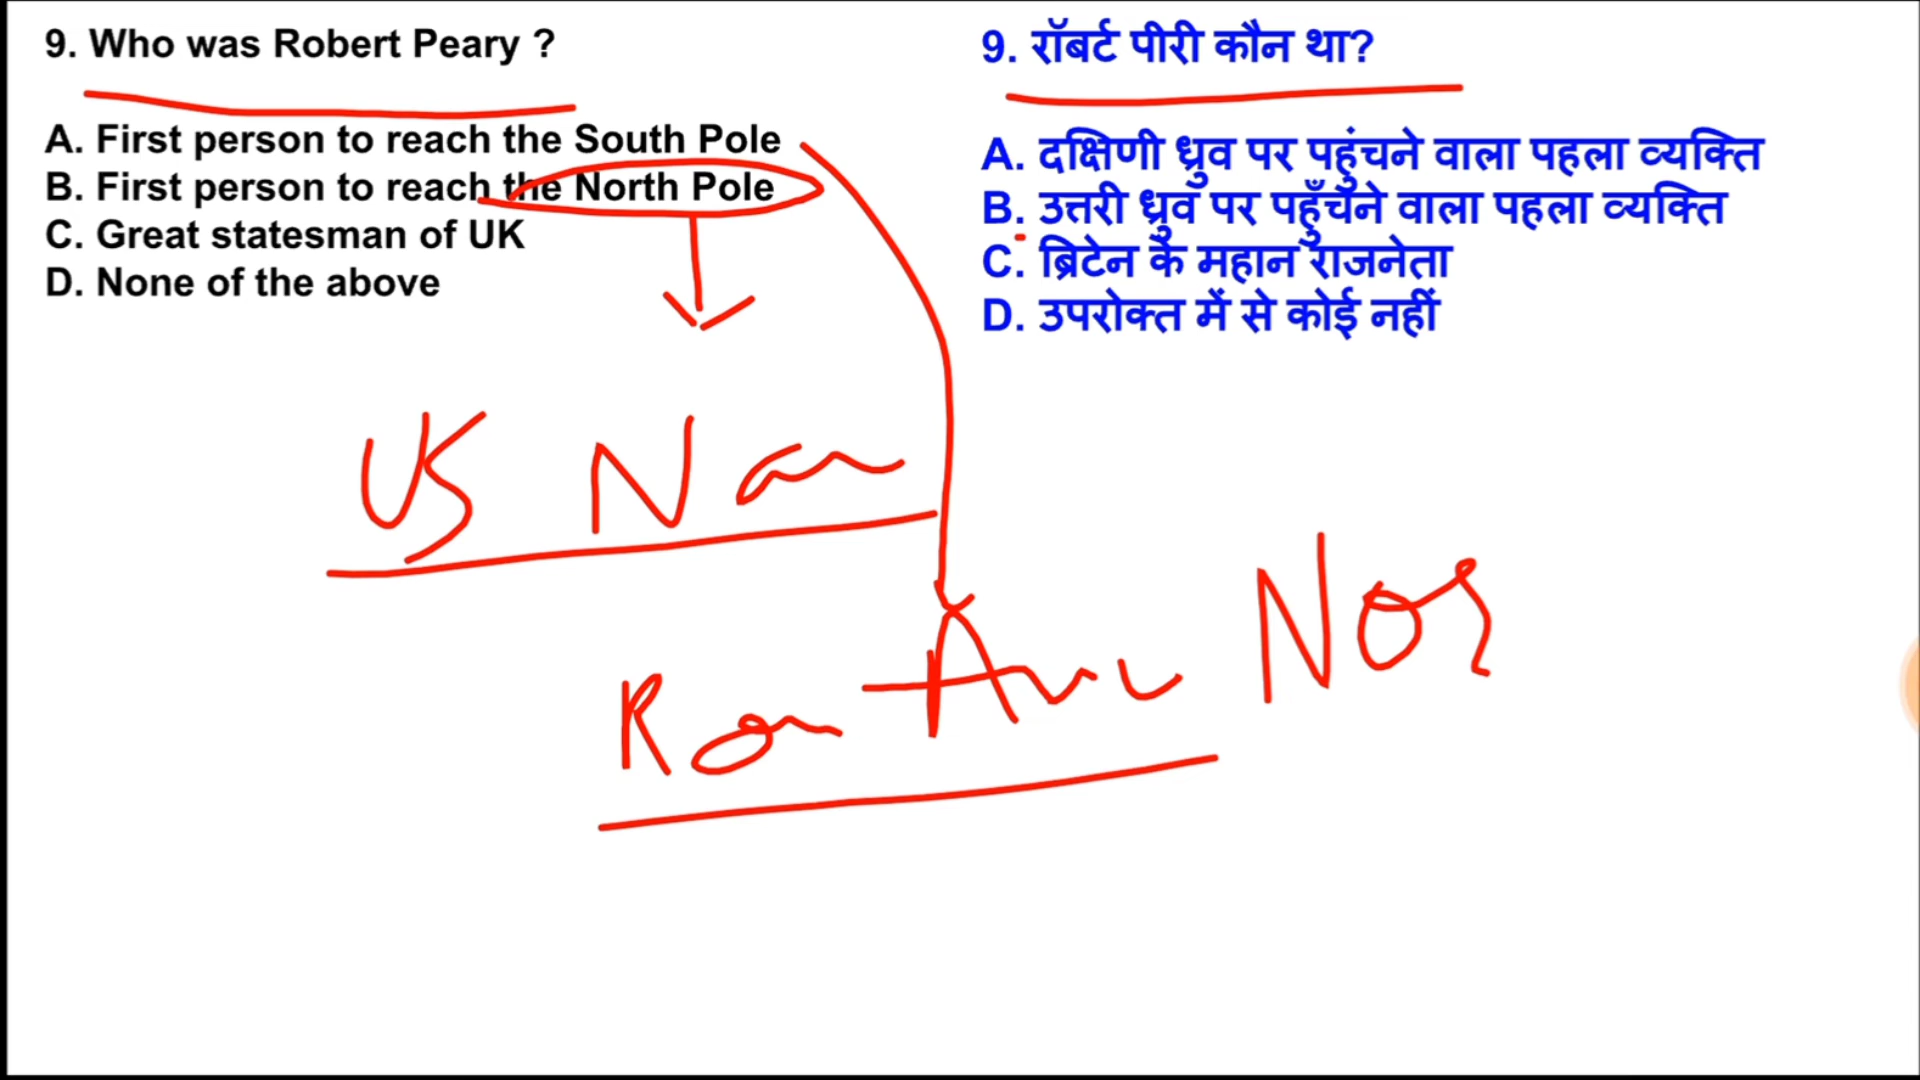 9. Who was Robert Peary ?
A. First person to reach the South Pole
B. First person to reach the North Pole
C. Great statesman of UK
D. None of the above
9. रॉबर्ट पीरी कौन था?
A. दक्षिणी ध्रुव पर पहुंचने वाला पहला व्यक्ति
B. उत्तरी ध्रुव पर पहुँचने वाला पहला व्यक्ति
C. ब्रिटेन के महान राजनेता
D. उपरोक्त में से कोई नहीं
US